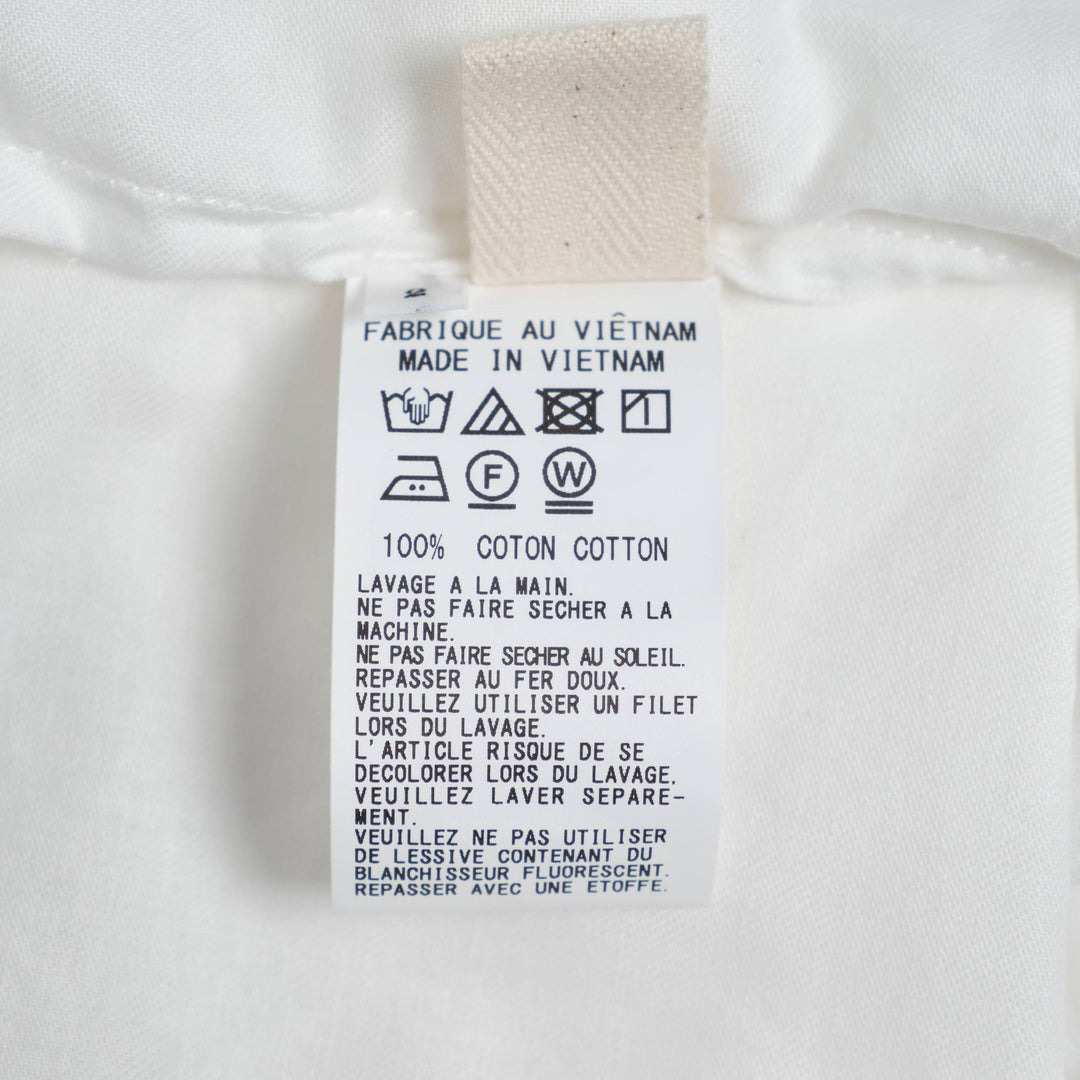 2
FABRIQUE AU VIÊTNAM
MADE IN VIETNAM
F W
100% COTON COTTON
LAVAGE A LA MAIN.
NE PAS FAIRE SECHER A LA
MACHINE.
NE PAS FAIRE SECHER AU SOLEIL.
REPASSER AU FER DOUX.
VEUILLEZ UTILISER UN FILET
LORS DU LAVAGE.
L'ARTICLE RISQUE DE SE
DECOLORER LORS DU LAVAGE.
VEUILLEZ LAVER SEPARE-
MENT.
VEUILLEZ NE PAS UTILISER
DE LESSIVE CONTENANT DU
BLANCHISSEUR FLUORESCENT.
REPASSER AVEC UNE ETOFFE.